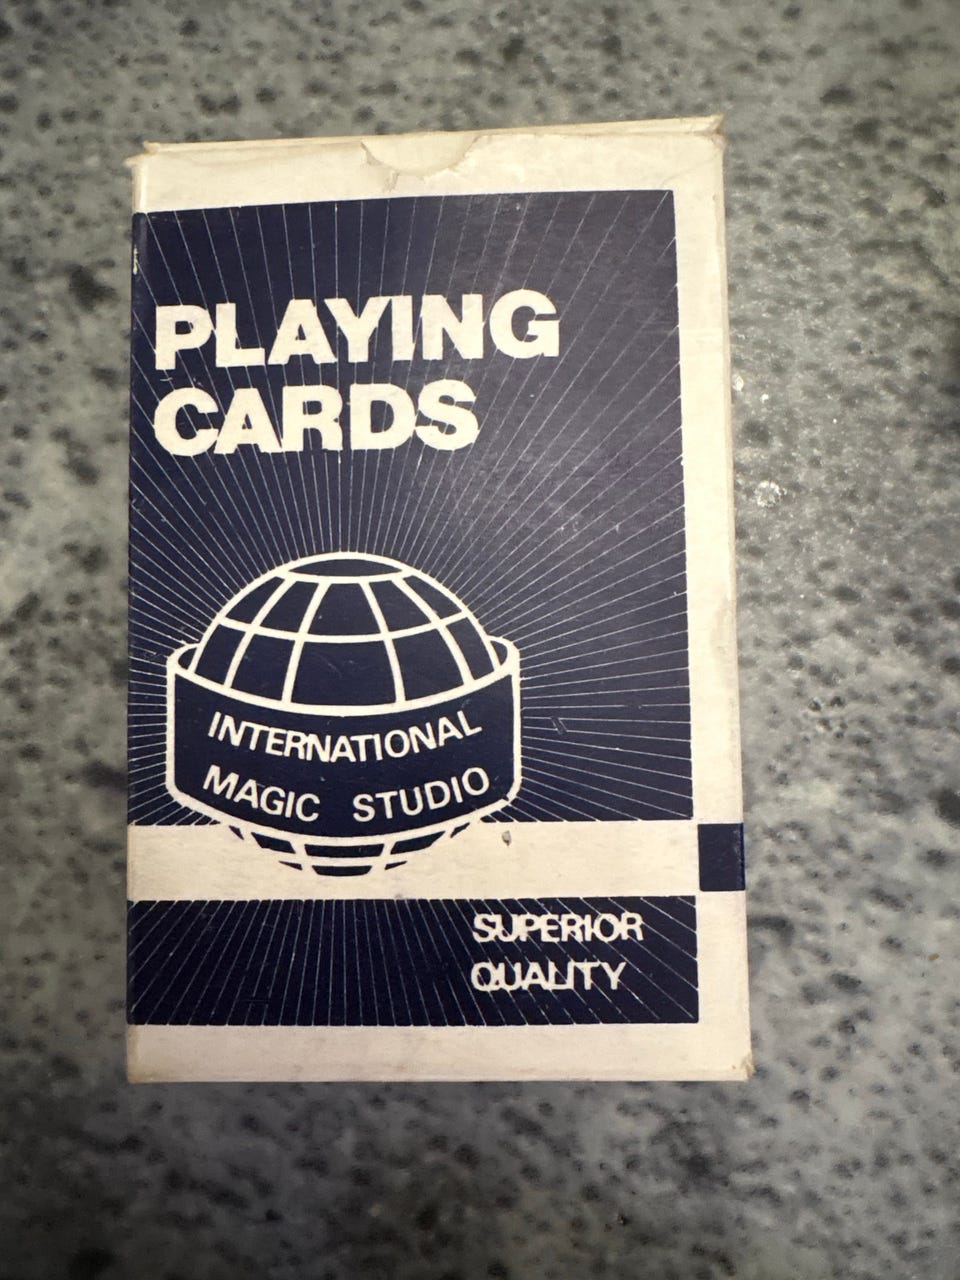 PLAYING
CARDS
INTERNATIONAL
MAGIC STUDIO
SUPERIOR
QUALITY